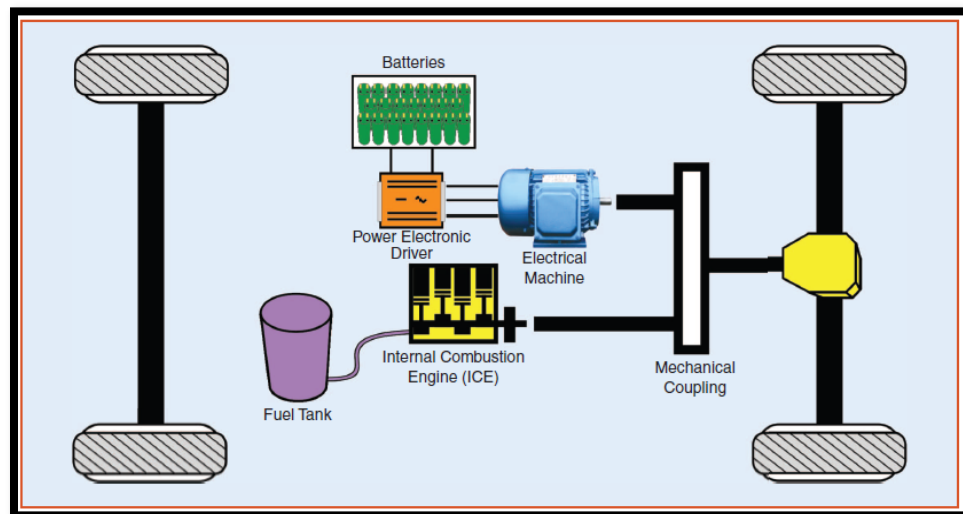 Batteries
Power Electronic
Driver
Electrical
Machine
Internal Combustion
Engine (ICE)
Fuel Tank
Mechanical
Coupling